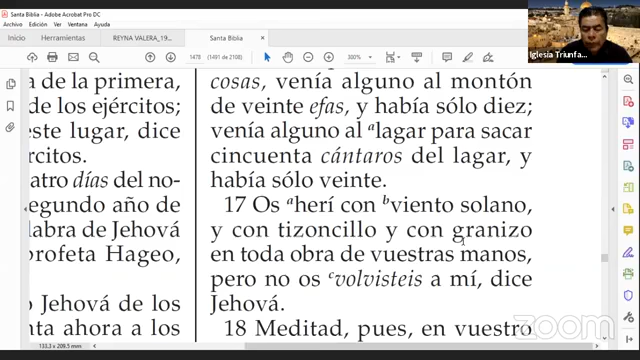 Santa Biblia - Adobe Acrobat Pro DC
Archivo Edición Ver Ventana Ayuda
Inicio Herramientas REYNA VALERA_19... Santa Biblia ×
1478 (1491 de 2108) 300%
a de la primera,
de los ejércitos;
este lugar, dice
rcitos.
atro días del no-
segundo año de
labra de Jehová
profeta Hageo,
o Jehová de los
nta ahora a los
cosas, venía alguno al montón
de veinte efas, y había sólo diez;
venía alguno al alagar para sacar
cincuenta cántaros del lagar, y
había sólo veinte.
17 Os aherí con bviento solano,
y con tizoncillo y con granizo
en toda obra de vuestras manos,
pero no os cvolvisteis a mí, dice
Jehová.
18 Meditad, pues, en vuestro
133.3 x 209.5 mm
Iglesia Triunfa...
zoom